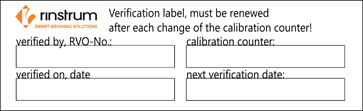 rinstrum
SMART WEIGHING SOLUTIONS
Verification label, must be renewed
after each change of the calibration counter!
verified by, RVO-No.:
calibration counter:
verified on, date
next verification date: